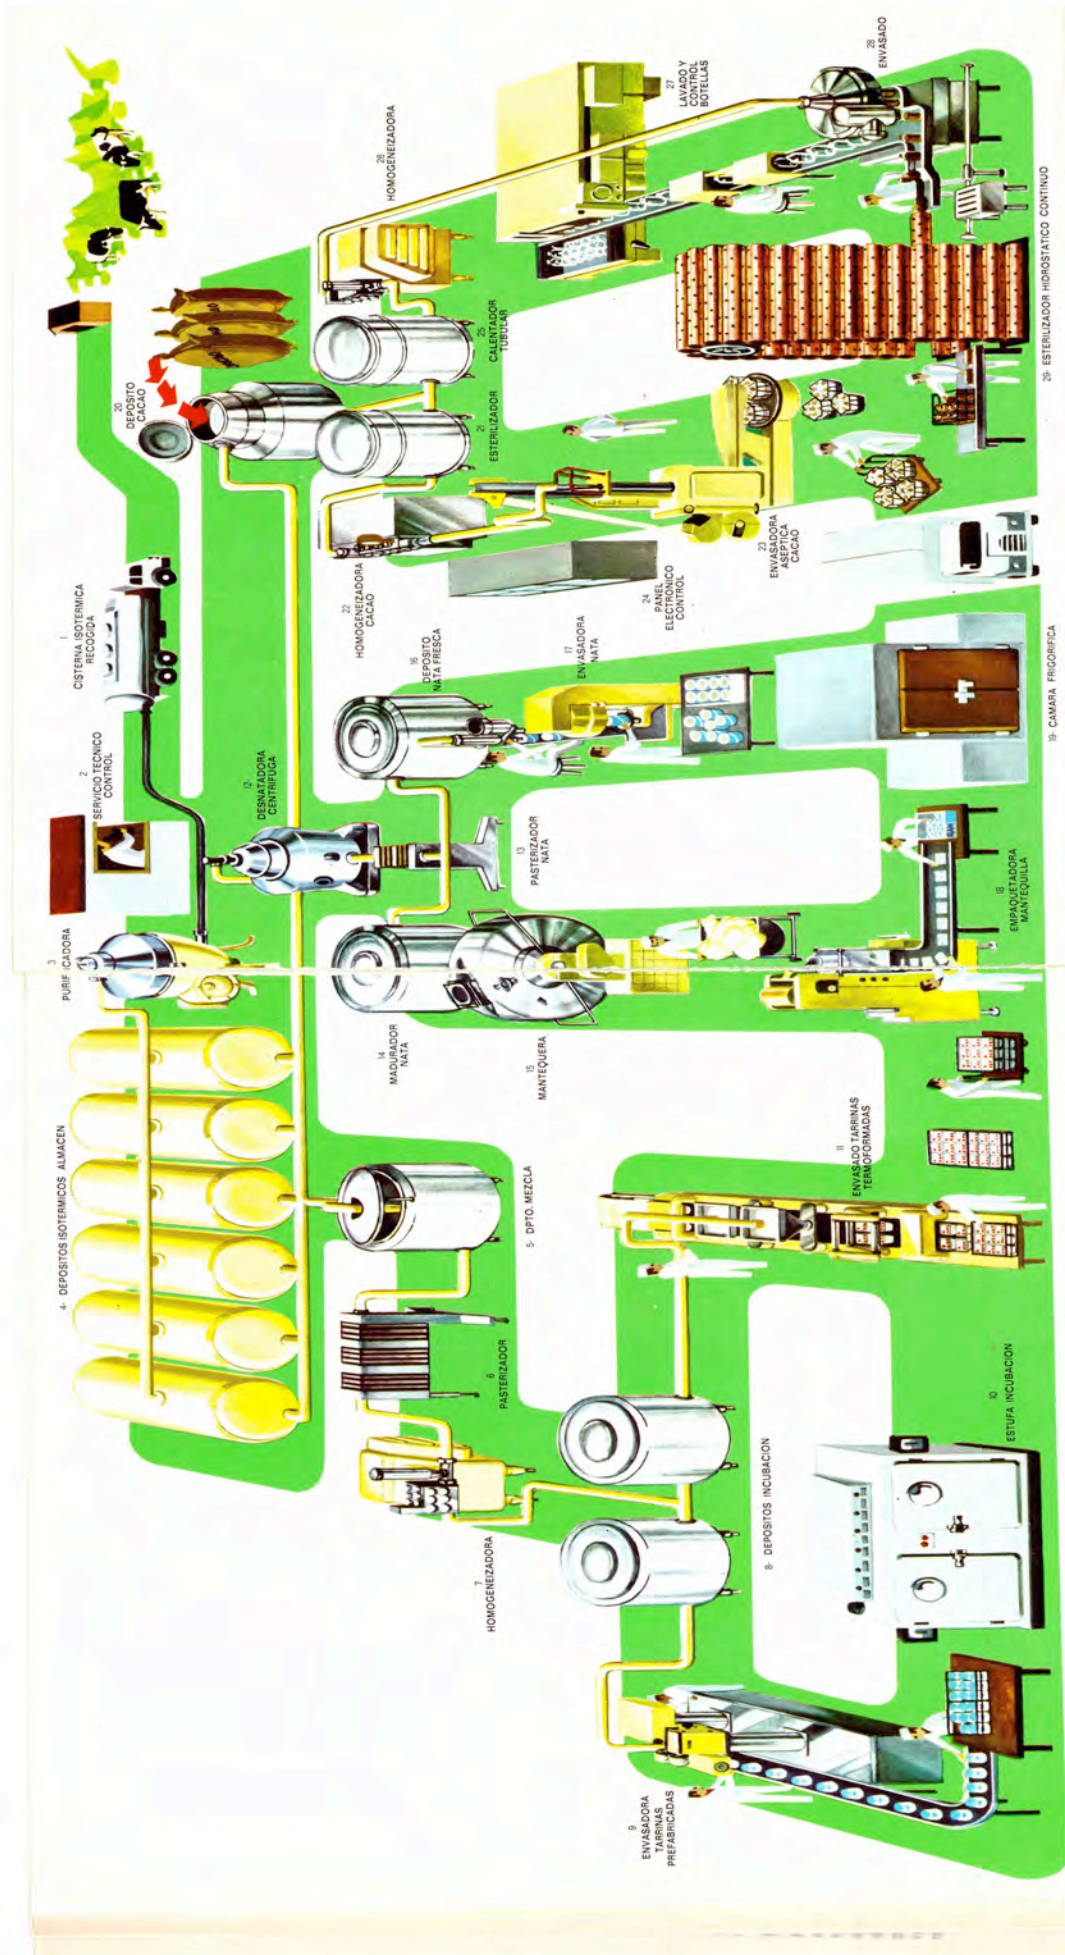 1
CISTERNA ISOTERMICA
RECOGIDA
2
SERVICIO TECNICO
CONTROL
3
PURIFICADORA
4- DEPOSITOS ISOTERMICOS ALMACEN
5- DPTO. MEZCLA
6
PASTERIZADOR
7
HOMOGENEIZADORA
8- DEPOSITOS INCUBACION
9
ENVASADORA
TARRINAS
PREFABRICADAS
10
ESTUFA INCUBACION
11
ENVASADO TARRINAS
TERMOFORMADAS
12-
DESNATADORA
CENTRIFUGA
13
PASTERIZADOR
NATA
14
MADURADOR
NATA
15
MANTEQUERA
16
DEPOSITO
NATA FRESCA
17
ENVASADORA
NATA
18
EMPAQUETADORA
MANTEQUILLA
19- CAMARA FRIGORIFICA
20
DEPOSITO
CACAO
21
ESTERILIZADOR
22
HOMOGENEIZADORA
CACAO
23
ENVASADORA
ASEPTICA
CACAO
24
PANEL
ELECTRONICO
CONTROL
25
CALENTADOR
TUBULAR
26
HOMOGENEIZADORA
27
LAVADO Y
CONTROL
BOTELLAS
28
ENVASADO
29- ESTERILIZADOR HIDROSTATICO CONTINUO